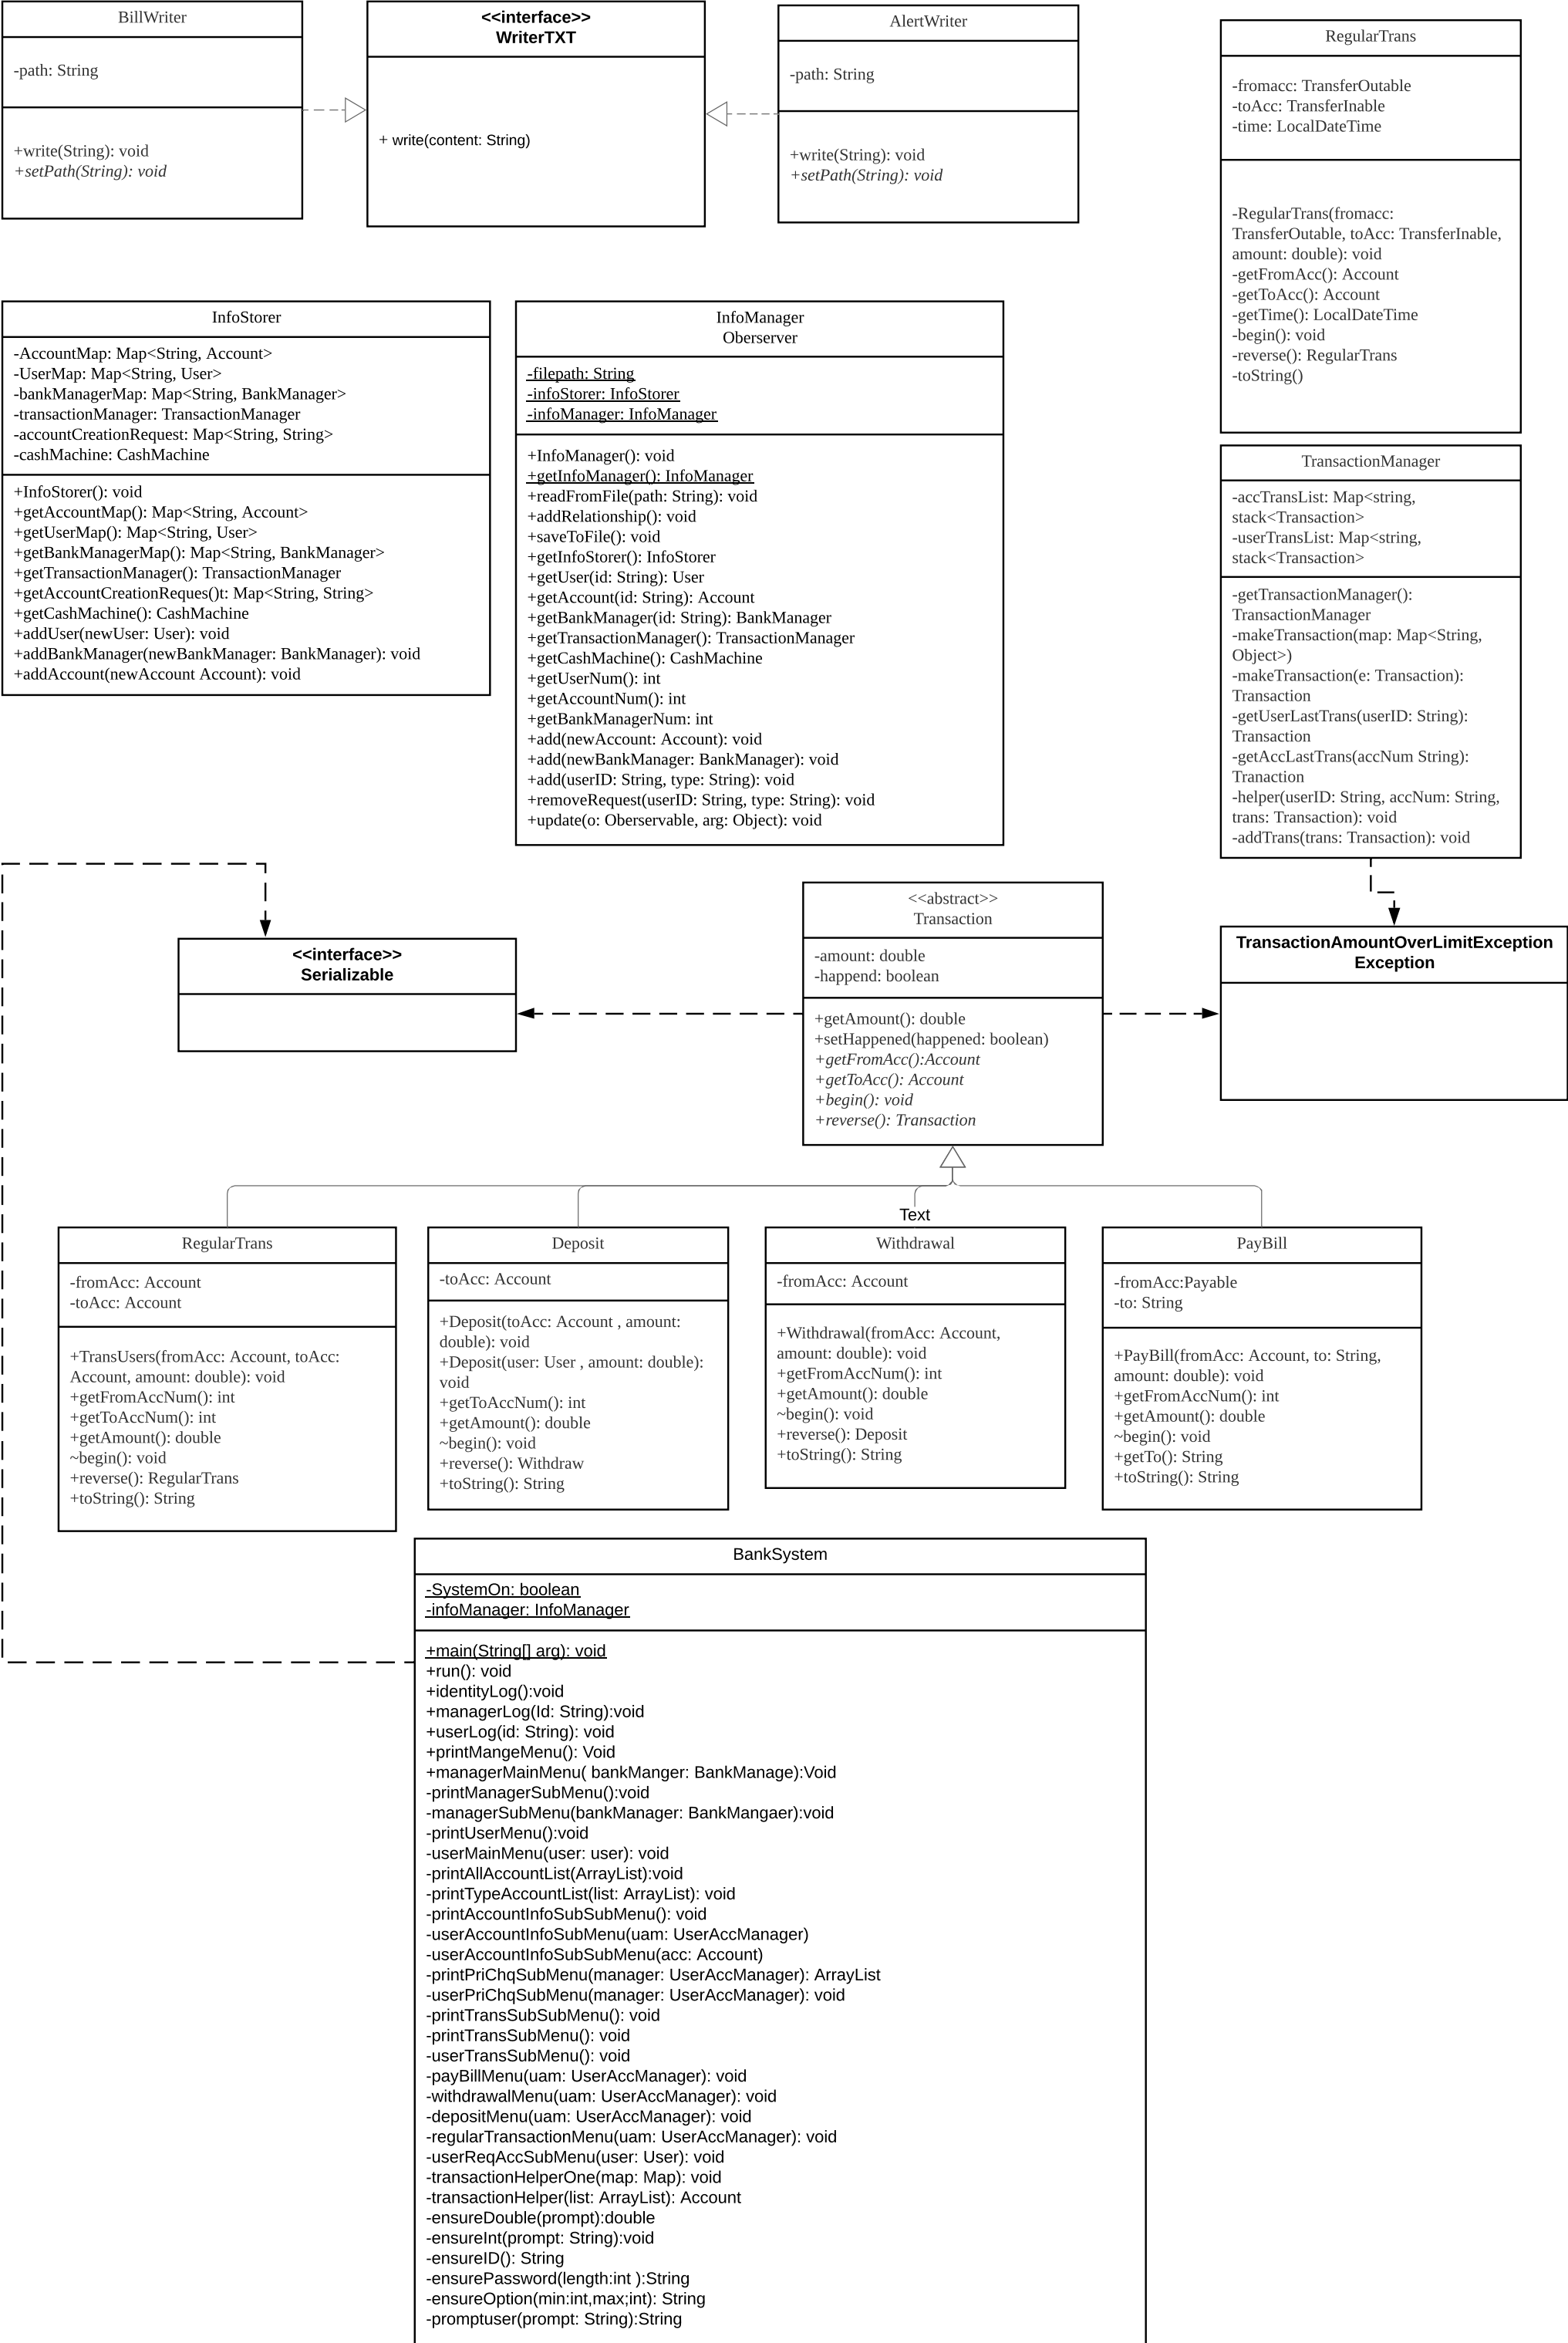 BillWriter
-path: String
+write(String): void
+setPath(String): void
<<interface>>
WriterTXT
+ write(content: String)
AlertWriter
-path: String
+write(String): void
+setPath(String): void
RegularTrans
-fromacc: TransferOutable
-toAcc: TransferInable
-time: LocalDateTime
-RegularTrans(fromacc:
TransferOutable, toAcc: TransferInable,
amount: double): void
-getFromAcc(): Account
-getToAcc(): Account
-getTime(): LocalDateTime
-begin(): void
-reverse(): RegularTrans
-toString()
InfoStorer
-AccountMap: Map<String, Account>
-UserMap: Map<String, User>
-bankManagerMap: Map<String, BankManager>
-transactionManager: TransactionManager
-accountCreationRequest: Map<String, String>
-cashMachine: CashMachine
+InfoStorer(): void
+getAccountMap(): Map<String, Account>
+getUserMap(): Map<String, User>
+getBankManagerMap(): Map<String, BankManager>
+getTransactionManager(): TransactionManager
+getAccountCreationReques()t: Map<String, String>
+getCashMachine(): CashMachine
+addUser(newUser: User): void
+addBankManager(newBankManager: BankManager): void
+addAccount(newAccount Account): void
InfoManager
Oberserver
-filepath: String
-infoStorer: InfoStorer
-infoManager: InfoManager
+InfoManager(): void
+getInfoManager(): InfoManager
+readFromFile(path: String): void
+addRelationship(): void
+saveToFile(): void
+getInfoStorer(): InfoStorer
+getUser(id: String): User
+getAccount(id: String): Account
+getBankManager(id: String): BankManager
+getTransactionManager(): TransactionManager
+getCashMachine(): CashMachine
+getUserNum(): int
+getAccountNum(): int
+getBankManagerNum: int
+add(newAccount: Account): void
+add(newBankManager: BankManager): void
+add(userID: String, type: String): void
+removeRequest(userID: String, type: String): void
+update(o: Oberservable, arg: Object): void
TransactionManager
-accTransList: Map<string,
stack<Transaction>
-userTransList: Map<string,
stack<Transaction>
-getTransactionManager():
TransactionManager
-makeTransaction(map: Map<String,
Object>)
-makeTransaction(e: Transaction):
Transaction
-getUserLastTrans(userID: String):
Transaction
-getAccLastTrans(accNum String):
Tranaction
-helper(userID: String, accNum: String,
trans: Transaction): void
-addTrans(trans: Transaction): void
<<interface>>
Serializable
<<abstract>>
Transaction
-amount: double
-happend: boolean
+getAmount(): double
+setHappened(happened: boolean)
+getFromAcc():Account
+getToAcc(): Account
+begin(): void
+reverse(): Transaction
TransactionAmountOverLimitException
Exception
Text
RegularTrans
-fromAcc: Account
-toAcc: Account
+TransUsers(fromAcc: Account, toAcc:
Account, amount: double): void
+getFromAccNum(): int
+getToAccNum(): int
+getAmount(): double
~begin(): void
+reverse(): RegularTrans
+toString(): String
Deposit
-toAcc: Account
+Deposit(toAcc: Account , amount:
double): void
+Deposit(user: User , amount: double):
void
+getToAccNum(): int
+getAmount(): double
~begin(): void
+reverse(): Withdraw
+toString(): String
Withdrawal
-fromAcc: Account
+Withdrawal(fromAcc: Account,
amount: double): void
+getFromAccNum(): int
+getAmount(): double
~begin(): void
+reverse(): Deposit
+toString(): String
PayBill
-fromAcc:Payable
-to: String
+PayBill(fromAcc: Account, to: String,
amount: double): void
+getFromAccNum(): int
+getAmount(): double
~begin(): void
+getTo(): String
+toString(): String
BankSystem
-SystemOn: boolean
-infoManager: InfoManager
+main(String[] arg): void
+run(): void
+identityLog():void
+managerLog(Id: String):void
+userLog(id: String): void
+printMangeMenu(): Void
+managerMainMenu( bankManger: BankManage):Void
-printManagerSubMenu():void
-managerSubMenu(bankManager: BankMangaer):void
-printUserMenu():void
-userMainMenu(user: user): void
-printAllAccountList(ArrayList):void
-printTypeAccountList(list: ArrayList): void
-printAccountInfoSubSubMenu(): void
-userAccountInfoSubMenu(uam: UserAccManager)
-userAccountInfoSubSubMenu(acc: Account)
-printPriChqSubMenu(manager: UserAccManager): ArrayList
-userPriChqSubMenu(manager: UserAccManager): void
-printTransSubSubMenu(): void
-printTransSubMenu(): void
-userTransSubMenu(): void
-payBillMenu(uam: UserAccManager): void
-withdrawalMenu(uam: UserAccManager): void
-depositMenu(uam: UserAccManager): void
-regularTransactionMenu(uam: UserAccManager): void
-userReqAccSubMenu(user: User): void
-transactionHelperOne(map: Map): void
-transactionHelper(list: ArrayList): Account
-ensureDouble(prompt):double
-ensureInt(prompt: String):void
-ensureID(): String
-ensurePassword(length:int ):String
-ensureOption(min:int,max;int): String
-promptuser(prompt: String):String